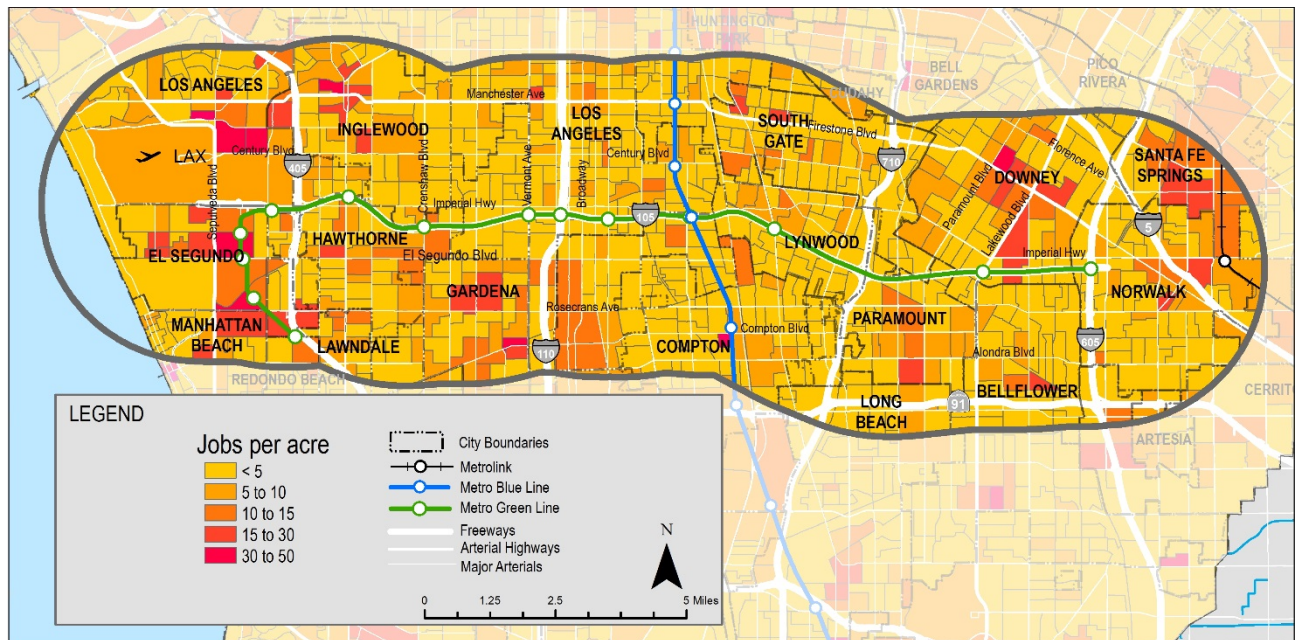 HUNTINGTON
PARK
BELL
GARDENS
PICO
RIVERA
CUDAHY
LOS ANGELES
Manchester Ave
LOS
ANGELES
SOUTH
GATE
Firestone Blvd
Florence Ave
SANTA FE
SPRINGS
INGLEWOOD
LAX
Century Blvd
405
Century Blvd
710
DOWNEY
Sepulveda Blvd
Crenshaw Blvd
Vermont Ave
Broadway
Paramount Blvd
Lakewood Blvd
Imperial Hwy
105
5
HAWTHORNE
LYNWOOD
Imperial Hwy
EL SEGUNDO
El Segundo Blvd
GARDENA
Rosecrans Ave
NORWALK
MANHATTAN
BEACH
LAWNDALE
110
COMPTON
Compton Blvd
PARAMOUNT
Alondra Blvd
605
REDONDO BEACH
LONG
BEACH
91
BELLFLOWER
CERRITO
ARTESIA
LEGEND
Jobs per acre
< 5
5 to 10
10 to 15
15 to 30
30 to 50
City Boundaries
Metrolink
Metro Blue Line
Metro Green Line
Freeways
Arterial Highways
Major Arterials
N
0 1.25 2.5 5 Miles